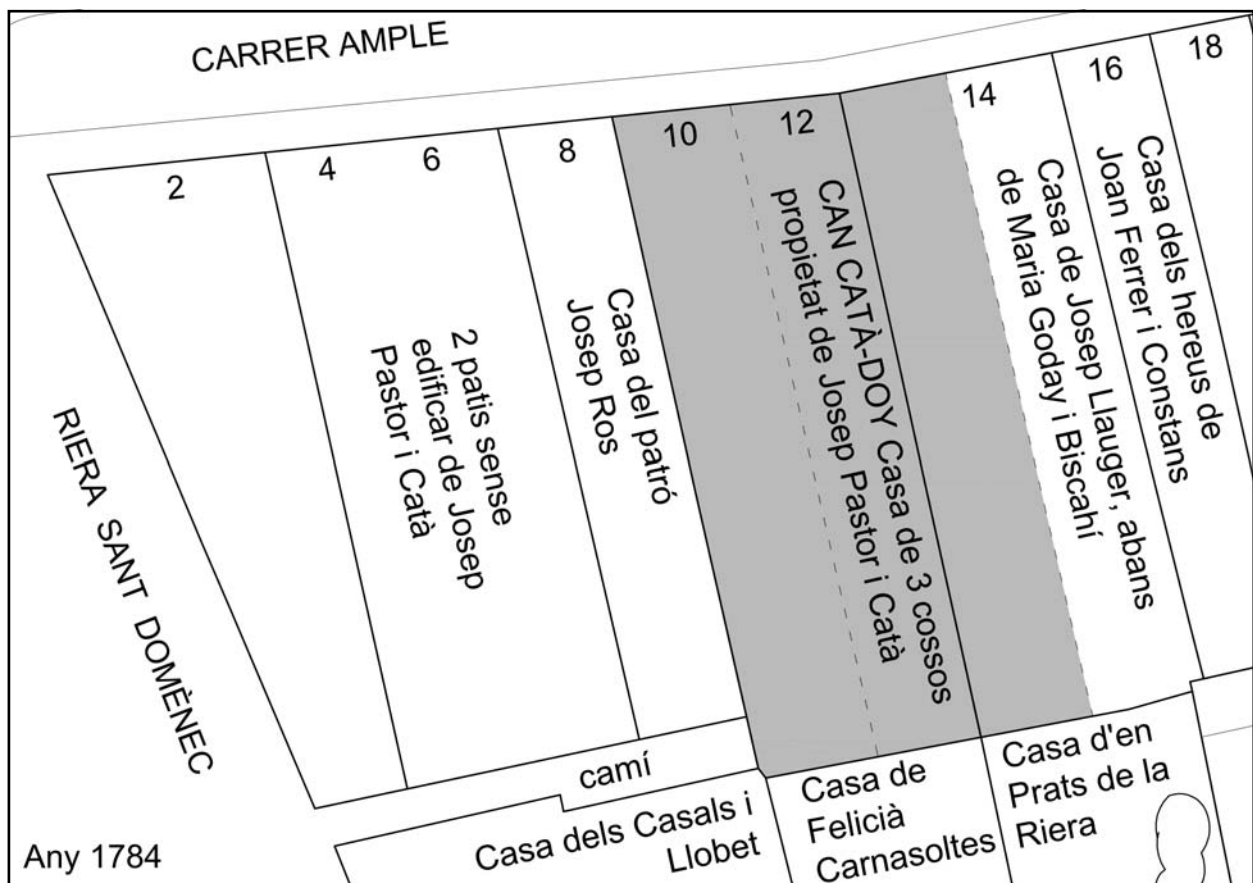 CARRER AMPLE
2
4
6
8
10
12
14
16
18
RIERA SANT DOMÈNEC
2 patis sense
edificar de Josep
Pastor i Catà
Casa del patró
Josep Ros
CAN CATÀ-DOY Casa de 3 cossos
propietat de Josep Pastor i Catà
Casa de Josep Llauger, abans
de Maria Goday i Biscahí
Casa dels hereus de
Joan Ferrer i Constans
camí
Casa dels Casals i
Llobet
Casa de
Felicià
Carnasoltes
Casa d'en
Prats de la
Riera
Any 1784